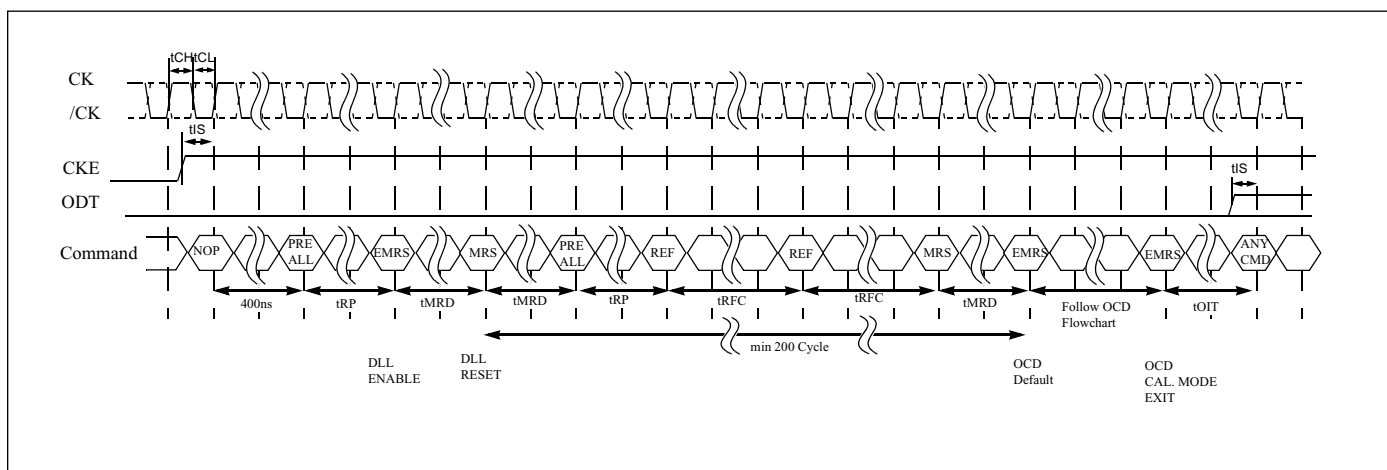 tCH tCL
CK
/CK
tIS
CKE
tIS
ODT
Command
NOP
PRE
ALL
EMRS
MRS
PRE
ALL
REF
REF
MRS
EMRS
EMRS
ANY
CMD
400ns
tRP
tMRD
tMRD
tRP
tRFC
tRFC
tMRD
Follow OCD
Flowchart
tOIT
min 200 Cycle
DLL
ENABLE
DLL
RESET
OCD
Default
OCD
CAL. MODE
EXIT